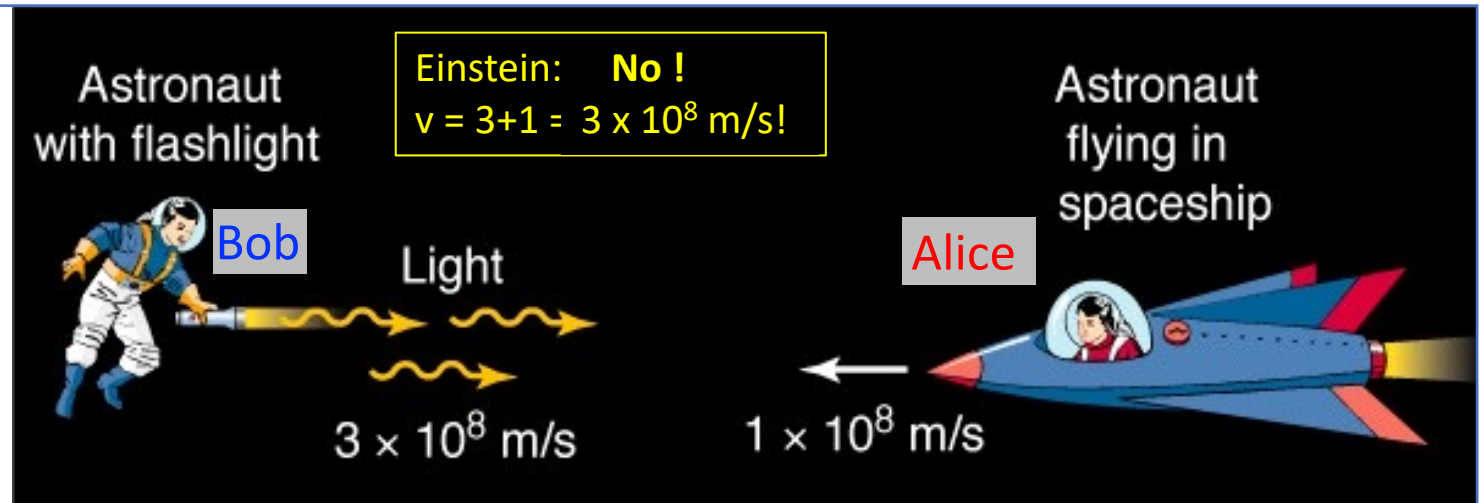 Astronaut
with flashlight
Einstein: No !
v = 3+1 = 3 x 10⁸ m/s!
Astronaut
flying in
spaceship
Bob
Light
Alice
3 × 10⁸ m/s
1 × 10⁸ m/s